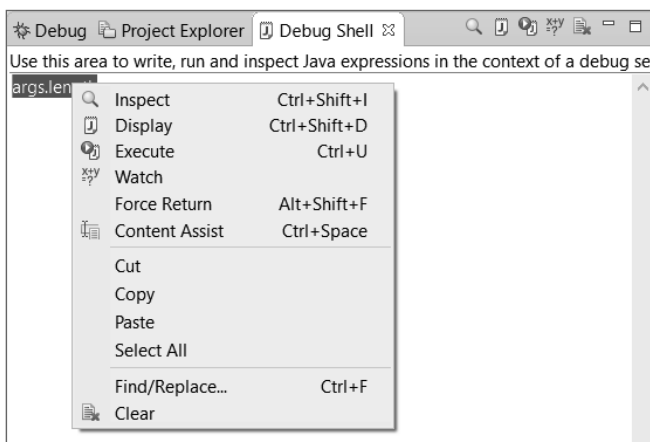 Debug Project Explorer Debug Shell
Use this area to write, run and inspect Java expressions in the context of a debug se
args.len
Inspect Ctrl+Shift+I
Display Ctrl+Shift+D
Execute Ctrl+U
Watch
Force Return Alt+Shift+F
Content Assist Ctrl+Space
Cut
Copy
Paste
Select All
Find/Replace... Ctrl+F
Clear